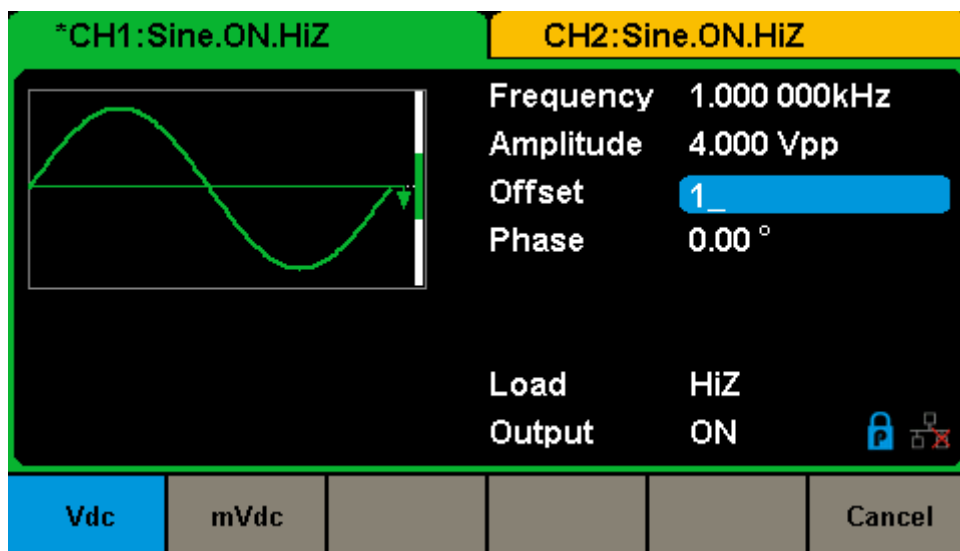 *CH1:Sine.ON.HiZ CH2:Sine.ON.HiZ
Frequency 1.000 000kHz
Amplitude 4.000 Vpp
Offset 1_
Phase 0.00 °
Load HiZ
Output ON P
Vdc mVdc Cancel